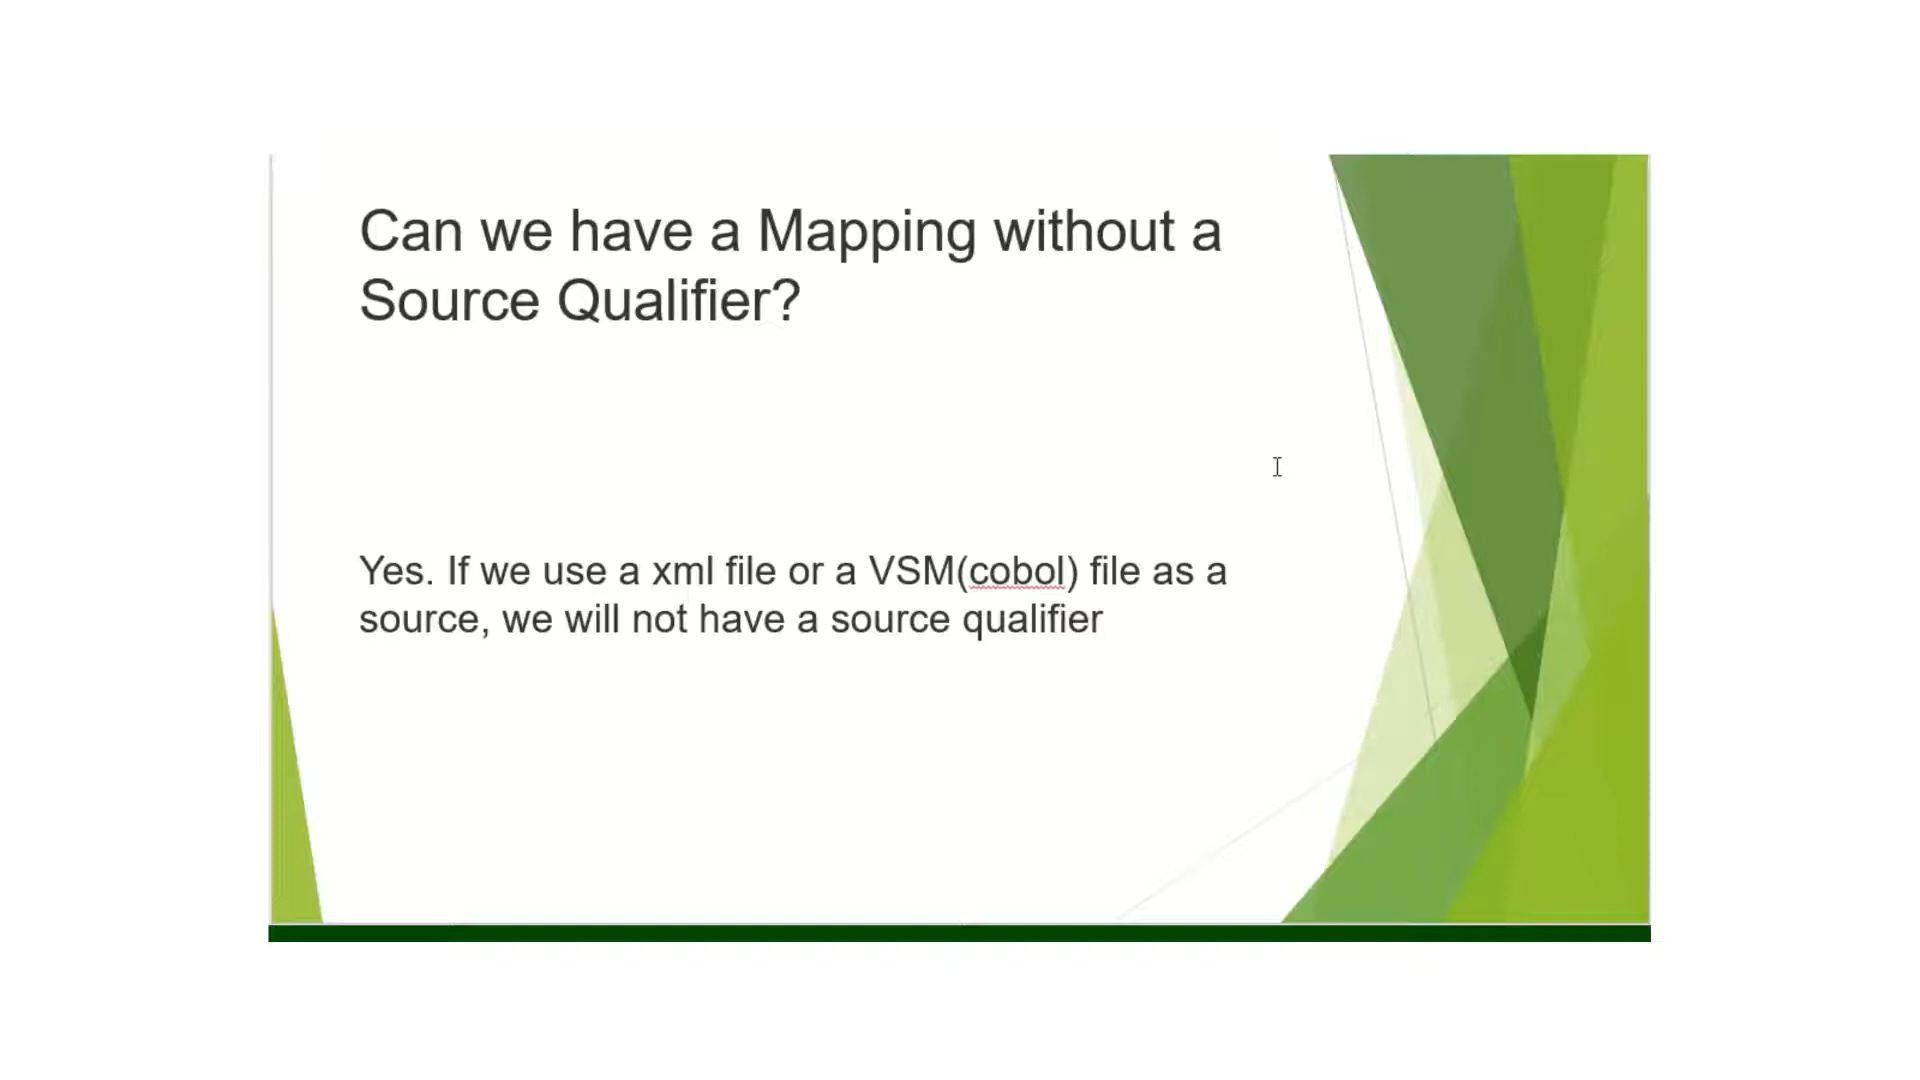 Can we have a Mapping without a
Source Qualifier?
Yes. If we use a xml file or a VSM(cobol) file as a
source, we will not have a source qualifier